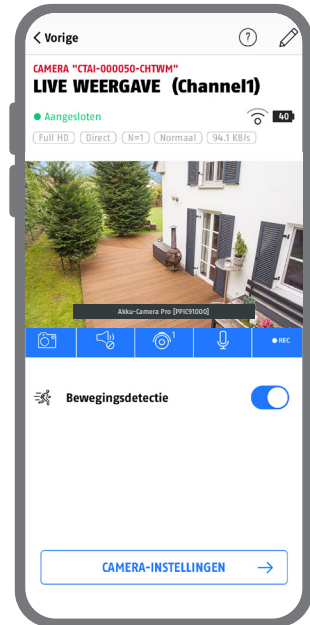 Vorige
?
CAMERA "CTAI-000050-CHTWM"
LIVE WEERGAVE (Channel1)
Aangesloten
40
Full HD Direct N=1 Normaal 94.1 KB/s
Akku-Camera Pro [PPIC91000]
1
REC
Bewegingsdetectie
CAMERA-INSTELLINGEN